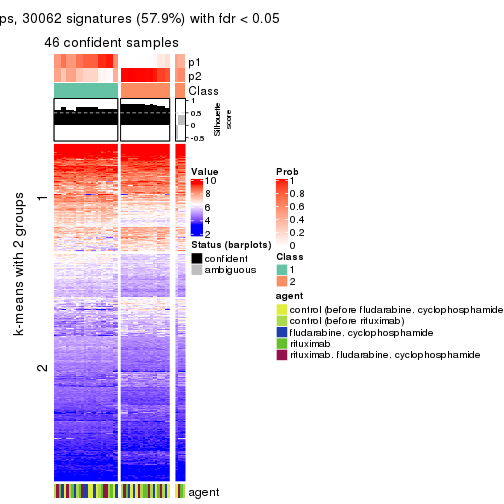 ps, 30062 signatures (57.9%) with fdr < 0.05
46 confident samples
p1
p2
Class
1
0.5
0
-0.5
Silhouette
score
k-means with 2 groups
1
2
Value
10
8
6
4
2
Status (barplots)
confident
ambiguous
Prob
1
0.8
0.6
0.4
0.2
0
Class
1
2
agent
control (before fludarabine, cyclophosphamide
control (before rituximab)
fludarabine, cyclophosphamide
rituximab
rituximab, fludarabine, cyclophosphamide
agent